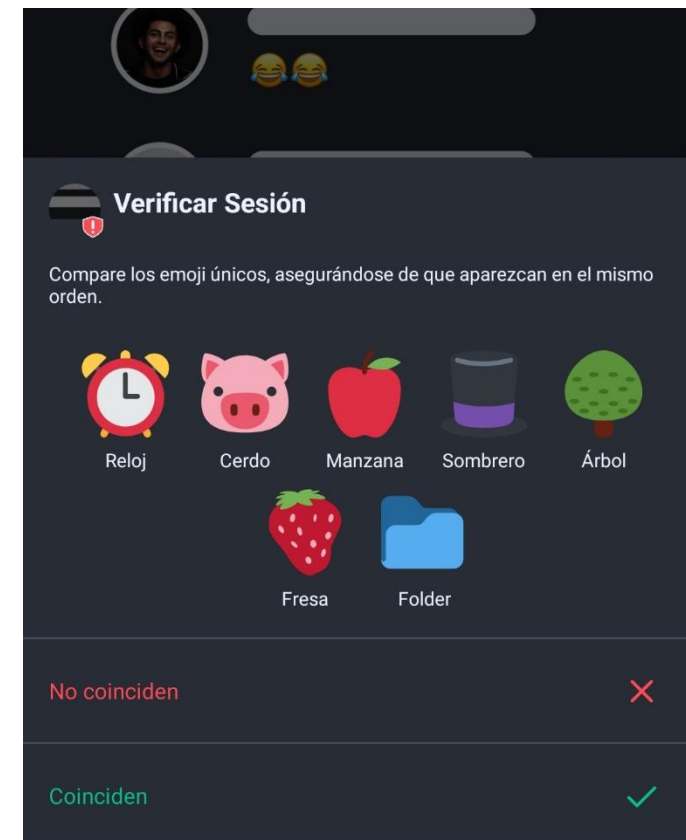 😂😂
Verificar Sesión
Compare los emoji únicos, asegurándose de que aparezcan en el mismo
orden.
Reloj Cerdo Manzana Sombrero Árbol
Fresa Folder
No coinciden
Coinciden